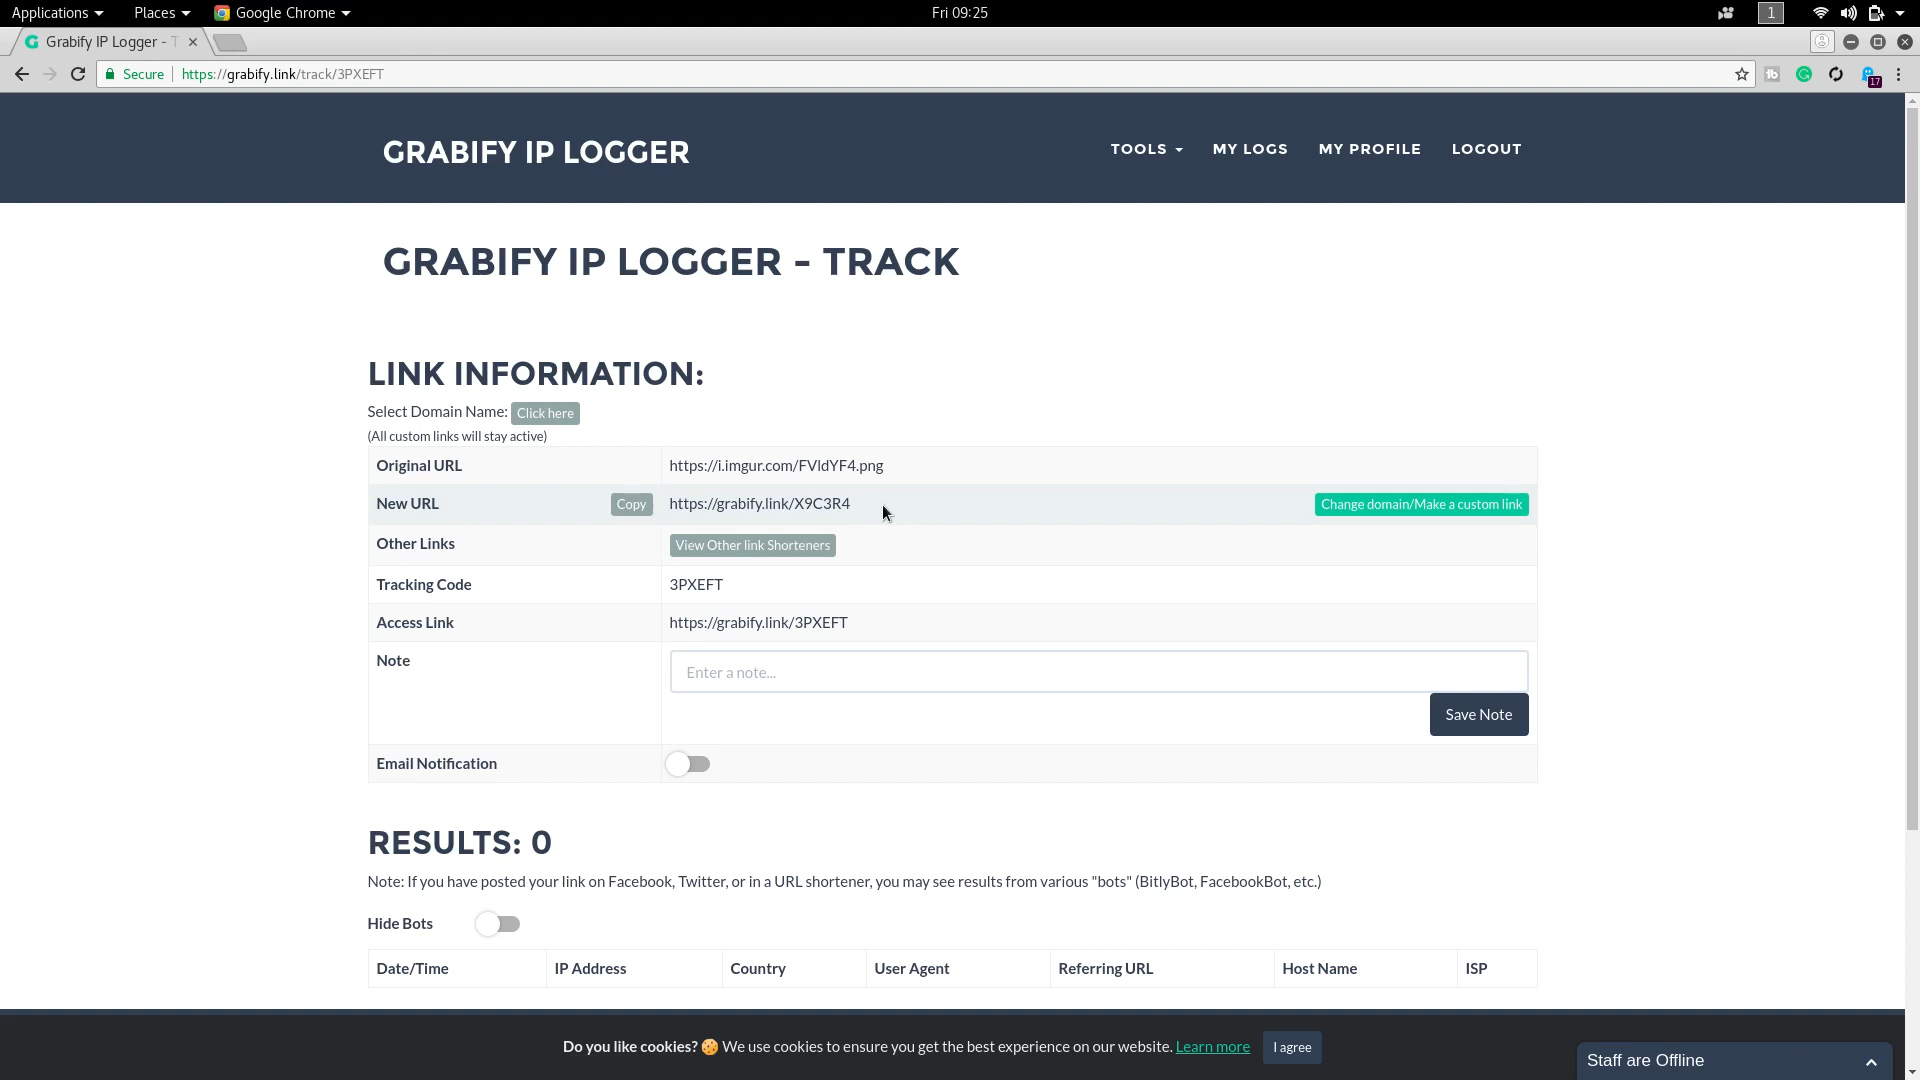 Applications Places Google Chrome Fri 09:25 1
Grabify IP Logger - T
Secure https://grabify.link/track/3PXEFT 17
GRABIFY IP LOGGER TOOLS MY LOGS MY PROFILE LOGOUT
GRABIFY IP LOGGER - TRACK
LINK INFORMATION:
Select Domain Name: Click here
(All custom links will stay active)
Original URL https://i.imgur.com/FVIdYF4.png
New URL Copy https://grabify.link/X9C3R4 Change domain/Make a custom link
Other Links View Other link Shorteners
Tracking Code 3PXEFT
Access Link https://grabify.link/3PXEFT
Note Enter a note...
Save Note
Email Notification
RESULTS: 0
Note: If you have posted your link on Facebook, Twitter, or in a URL shortener, you may see results from various "bots" (BitlyBot, FacebookBot, etc.)
Hide Bots
Date/Time IP Address Country User Agent Referring URL Host Name ISP
Do you like cookies? 🍪 We use cookies to ensure you get the best experience on our website. Learn more I agree
Staff are Offline